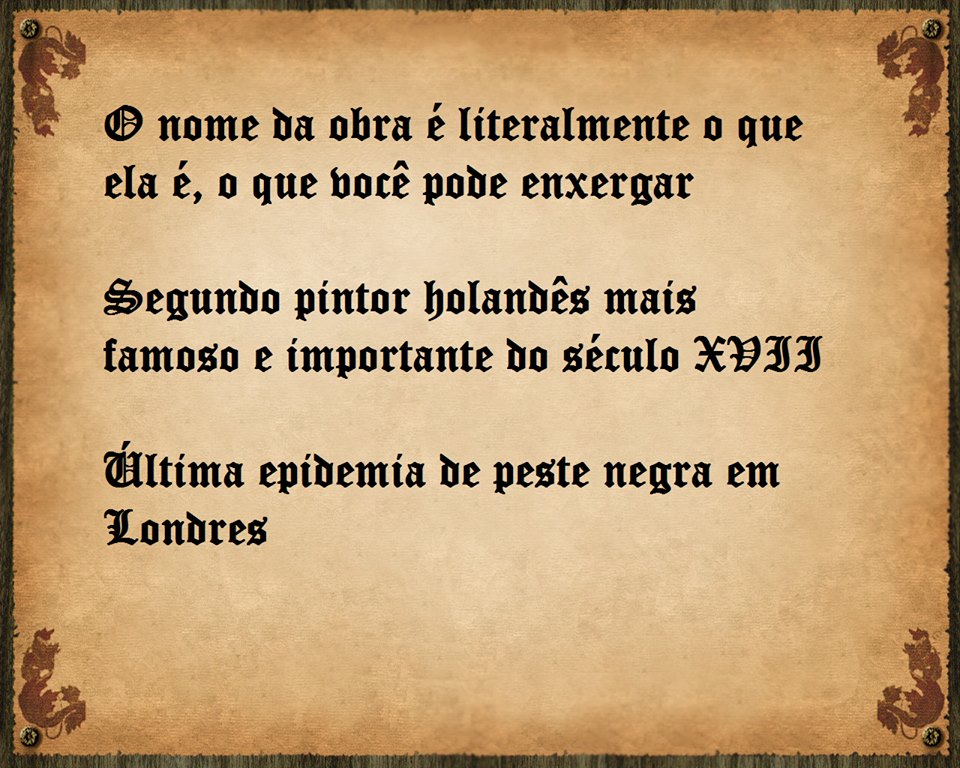 O nome da obra é literalmente o que
ela é, o que você pode enxergar
Segundo pintor holandês mais
famoso e importante do século XVII
Última epidemia de peste negra em
Londres